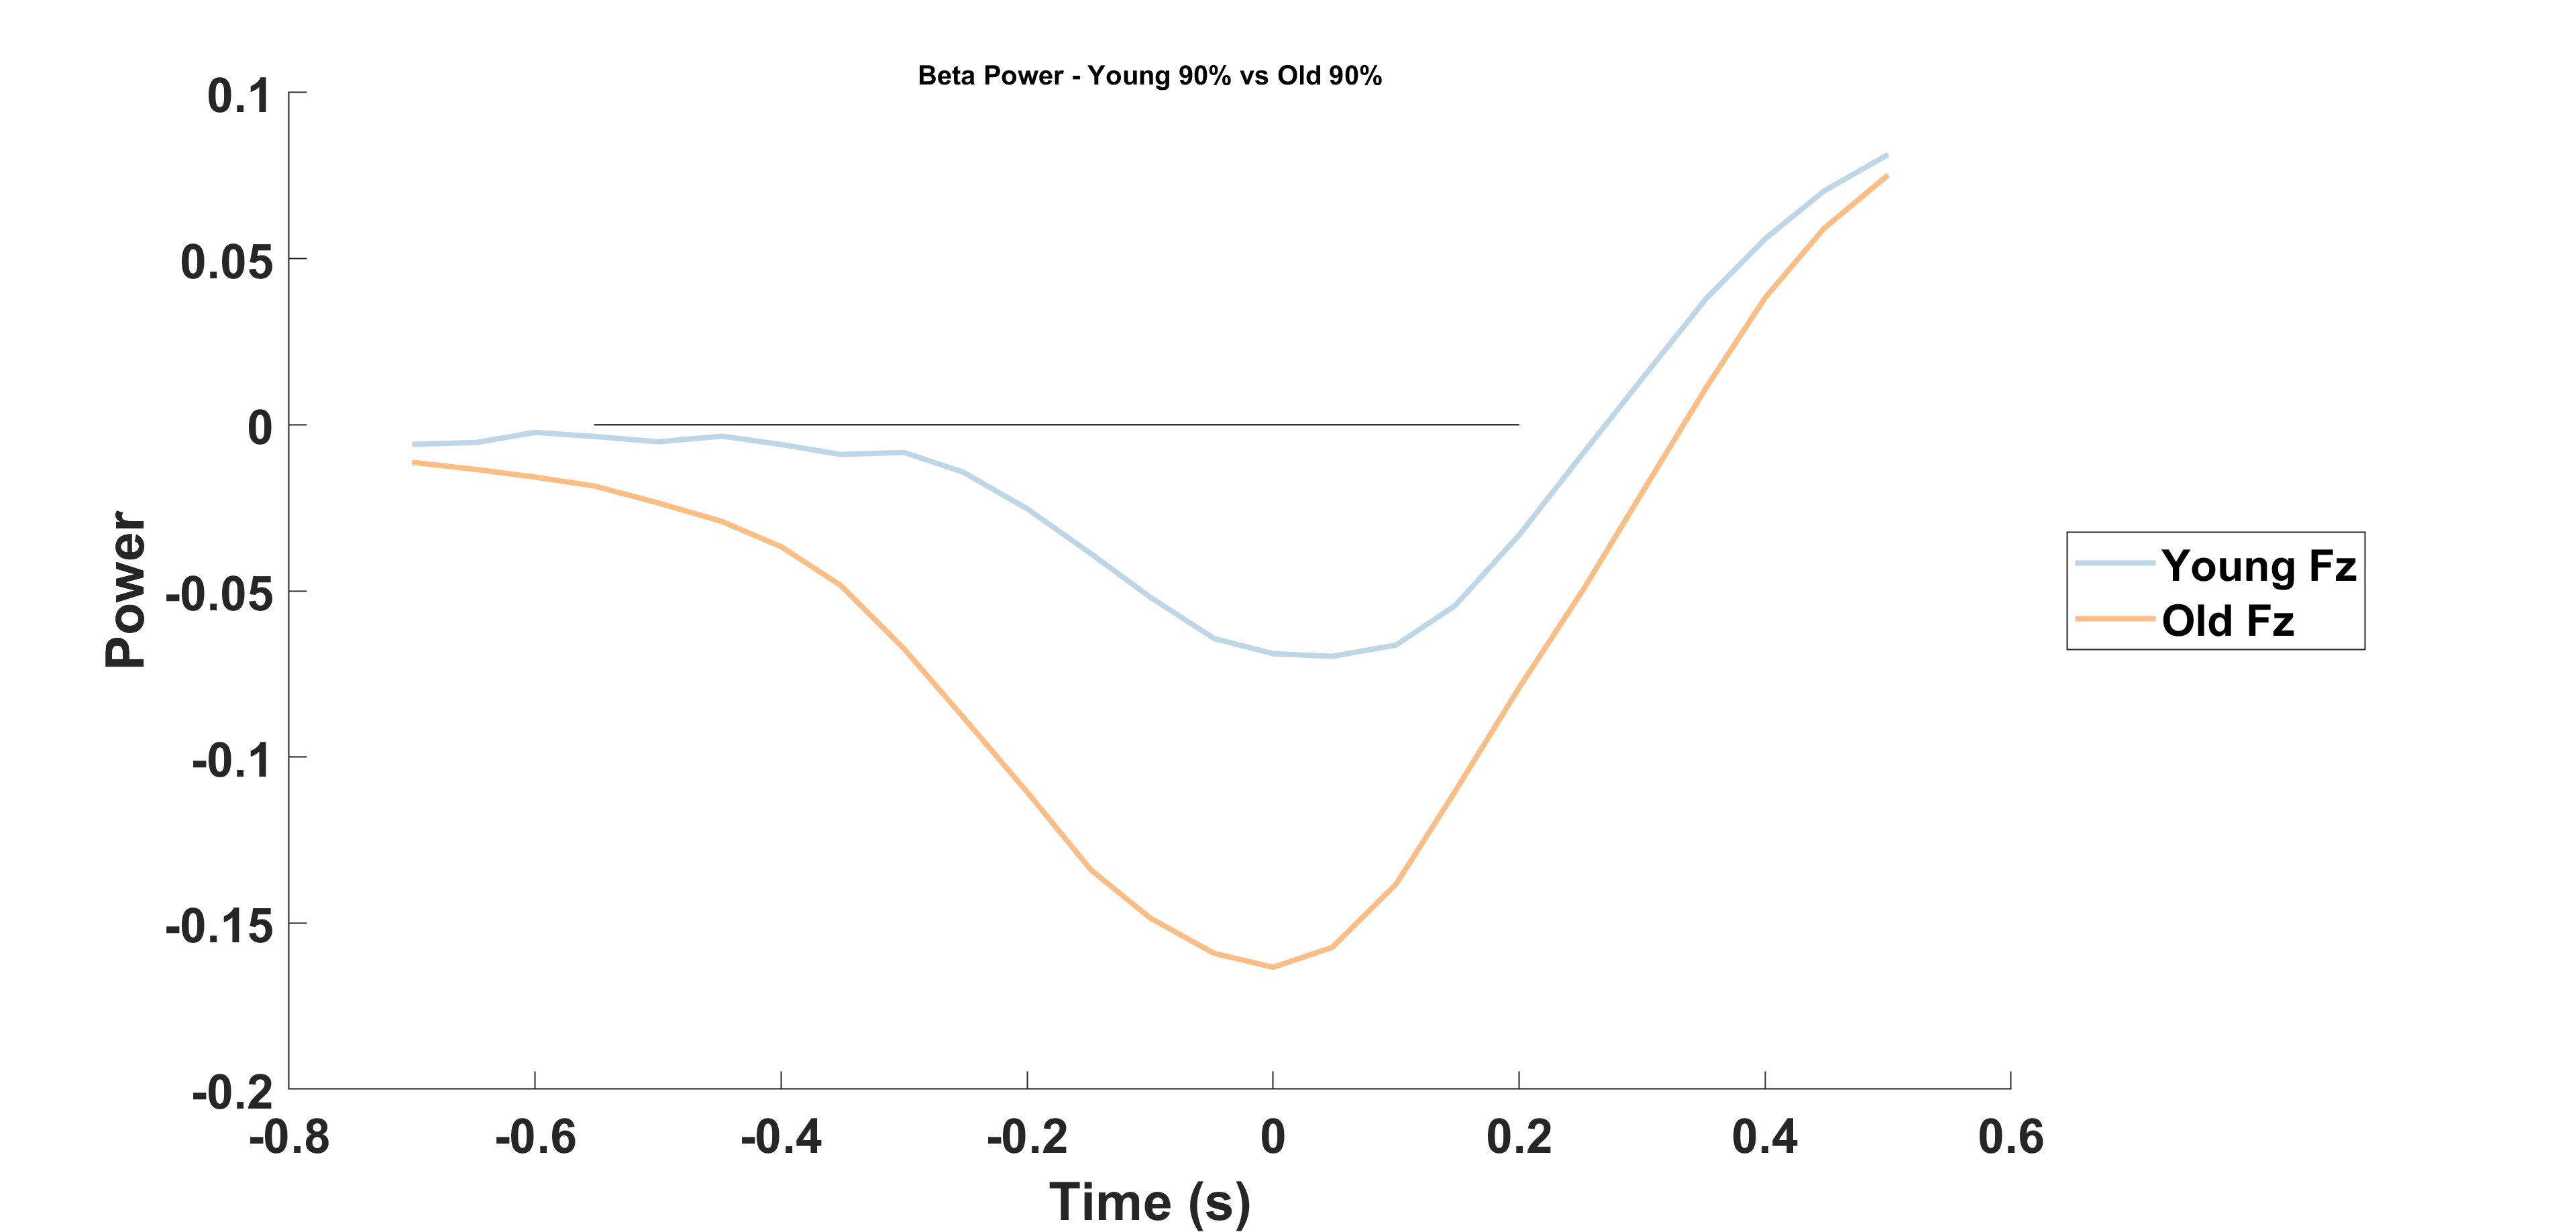 Beta Power - Young 90% vs Old 90%
0.1
0.05
0
-0.05
-0.1
-0.15
-0.2
Power
-0.8 -0.6 -0.4 -0.2 0 0.2 0.4 0.6
Time (s)
Young Fz
Old Fz